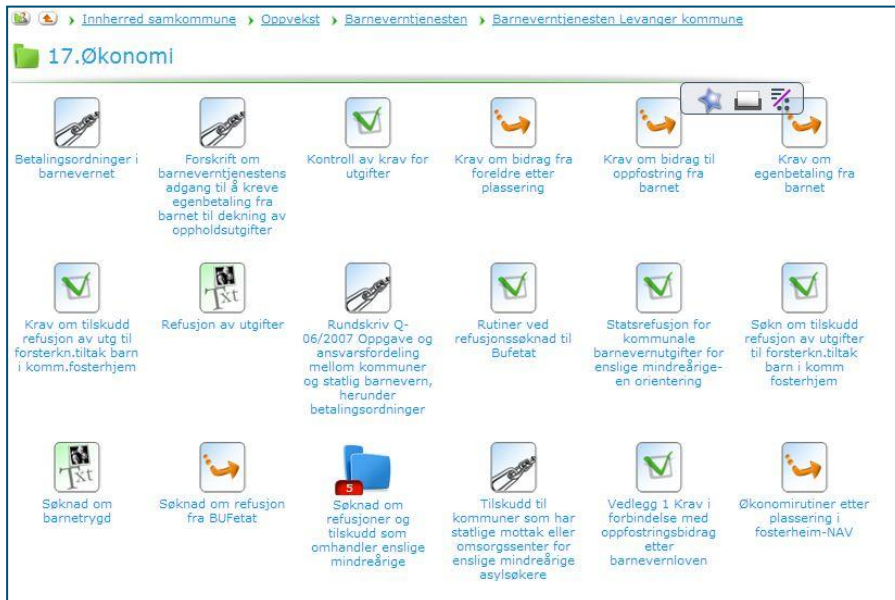 Innherred samkommune Oppvekst Barneverntjenesten Barneverntjenesten Levanger kommune
17.Økonomi
Betalingsordninger i
barnevernet
Forskrift om
barneverntjenestens
adgang til å kreve
egenbetaling fra
barnet til dekning av
oppholdsutgifter
Kontroll av krav for
utgifter
Krav om bidrag fra
foreldre etter
plassering
Krav om bidrag til
oppfostring fra
barnet
Krav om
egenbetaling fra
barnet
Krav om tilskudd
refusjon av utg til
forsterkn.tiltak barn
i komm.fosterhjem
Txt
Refusjon av utgifter
Rundskriv Q-
06/2007 Oppgave og
ansvarsfordeling
mellom kommuner
og statlig barnevern,
herunder
betalingsordninger
Rutiner ved
refusjonssøknad til
Bufetat
Statsrefusjon for
kommunale
barnevernutgifter for
enslige mindreårige-
en orientering
Søkn om tilskudd
refusjon av utgifter
til forsterkn.tiltak
barn i komm
fosterhjem
Txt
Søknad om
barnetrygd
Søknad om refusjon
fra BUFetat
5
Søknad om
refusjoner og
tilskudd som
omhandler enslige
mindreårige
Tilskudd til
kommuner som har
statlige mottak eller
omsorgssenter for
enslige mindreårige
asylsøkere
Vedlegg 1 Krav i
forbindelse med
oppfostringsbidrag
etter
barnevernloven
Økonomirutiner etter
plassering i
fosterheim-NAV